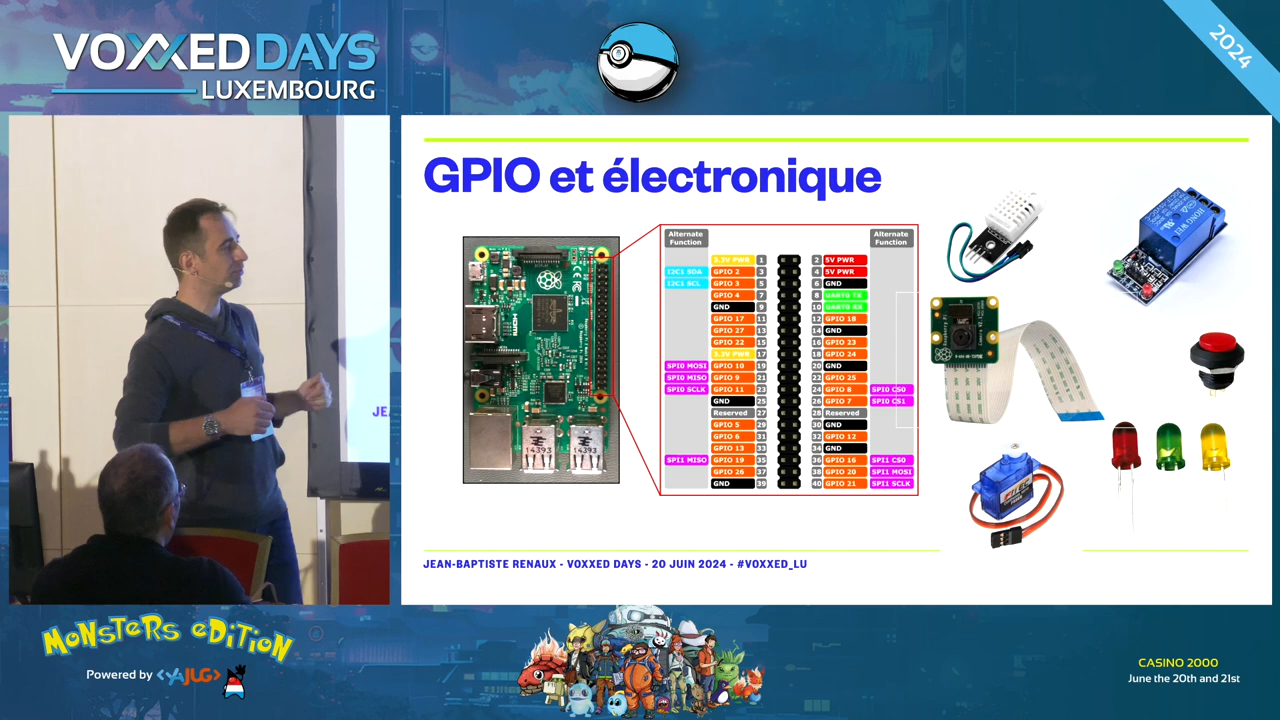 VOXXED DAYS
LUXEMBOURG
2024
GPIO et électronique
Alternate
Function
Alternate
Function
3.3V PWR 1 2 5V PWR
I2C1 SDA GPIO 2 3 4 5V PWR
I2C1 SCL GPIO 3 5 6 GND
GPIO 4 7 8 UART0 TX
GND 9 10 UART0 RX
GPIO 17 11 12 GPIO 18
GPIO 27 13 14 GND
GPIO 22 15 16 GPIO 23
3.3V PWR 17 18 GPIO 24
SPI0 MOSI GPIO 10 19 20 GND
SPI0 MISO GPIO 9 21 22 GPIO 25
SPI0 SCLK GPIO 11 23 24 GPIO 8 SPI0 CS0
GND 25 26 GPIO 7 SPI0 CS1
Reserved 27 28 Reserved
GPIO 5 29 30 GND
GPIO 6 31 32 GPIO 12
GPIO 13 33 34 GND
SPI1 MISO GPIO 19 35 36 GPIO 16 SPI1 CS0
GPIO 26 37 38 GPIO 20 SPI1 MOSI
GND 39 40 GPIO 21 SPI1 SCLK
HDMI
14393
14393
JE
JEAN-BAPTISTE RENAUX - VOXXED DAYS - 20 JUIN 2024 - #VOXXED_LU
MONSTERS EDITION
Powered by <YAJUG>
CASINO 2000
June the 20th and 21st